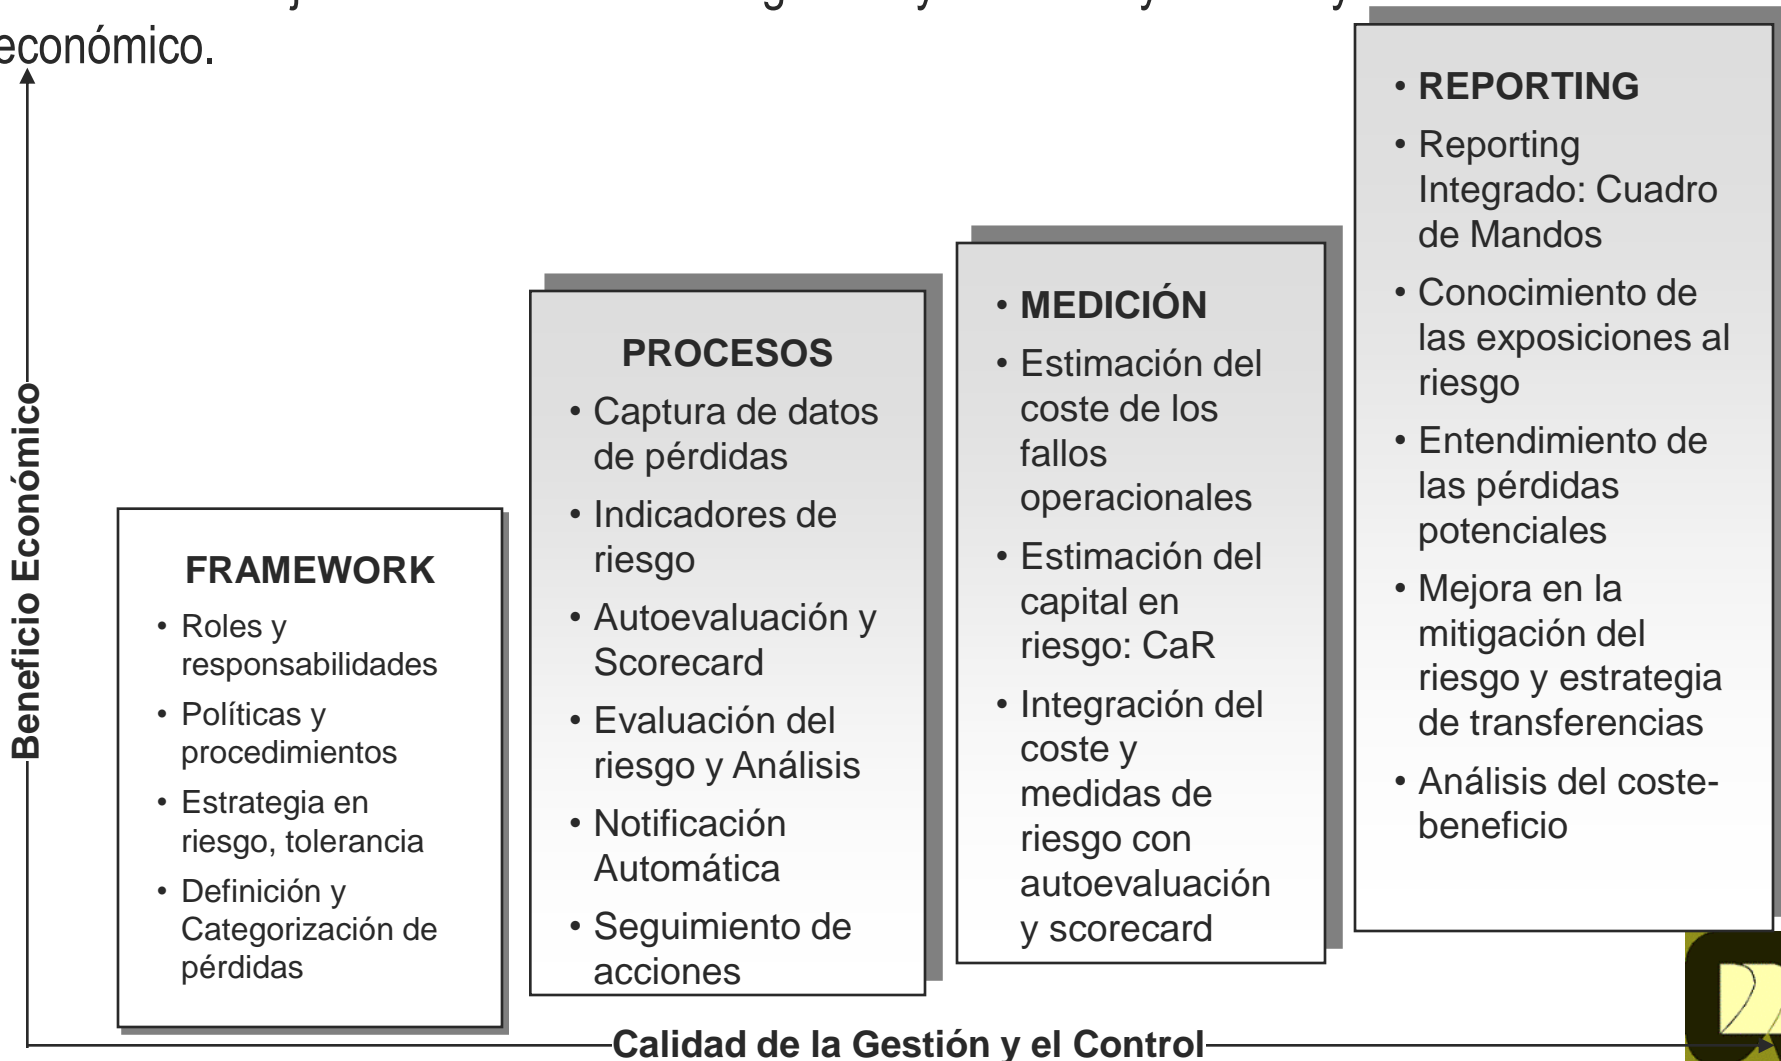 económico.
Beneficio Económico
FRAMEWORK
• Roles y
responsabilidades
• Políticas y
procedimientos
• Estrategia en
riesgo, tolerancia
• Definición y
Categorización de
pérdidas
PROCESOS
• Captura de datos
de pérdidas
• Indicadores de
riesgo
• Autoevaluación y
Scorecard
• Evaluación del
riesgo y Análisis
• Notificación
Automática
• Seguimiento de
acciones
• MEDICIÓN
• Estimación del
coste de los
fallos
operacionales
• Estimación del
capital en
riesgo: CaR
• Integración del
coste y
medidas de
riesgo con
autoevaluación
y scorecard
• REPORTING
• Reporting
Integrado: Cuadro
de Mandos
• Conocimiento de
las exposiciones al
riesgo
• Entendimiento de
las pérdidas
potenciales
• Mejora en la
mitigación del
riesgo y estrategia
de transferencias
• Análisis del coste-
beneficio
Calidad de la Gestión y el Control